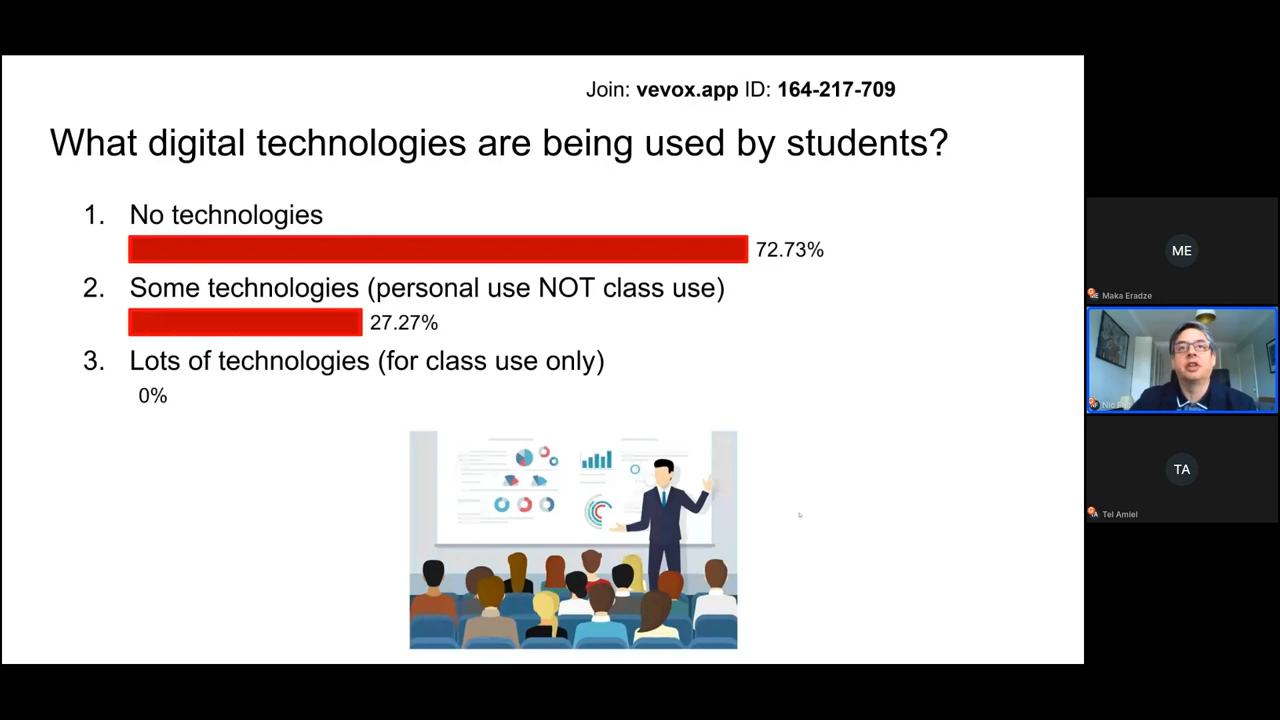 Join: vevox.app ID: 164-217-709
What digital technologies are being used by students?
1. No technologies
72.73%
2. Some technologies (personal use NOT class use)
27.27%
3. Lots of technologies (for class use only)
0%
ME
Maka Eradze
TA
Tel Amiel